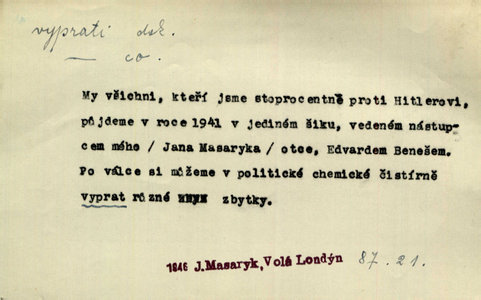 vyprati dok.
— co.
My všichni, kteří jsme stoprocentně proti Hitlerovi,
půjdeme v roce 1941 v jediném šiku, vedeném nástup-
cem mého / Jana Masaryka / otce, Edvardem Benešem.
Po válce si můžeme v politické chemické čistírně
vyprat různé zbytky.
1946 J.Masaryk,Volá Londýn
87.21.